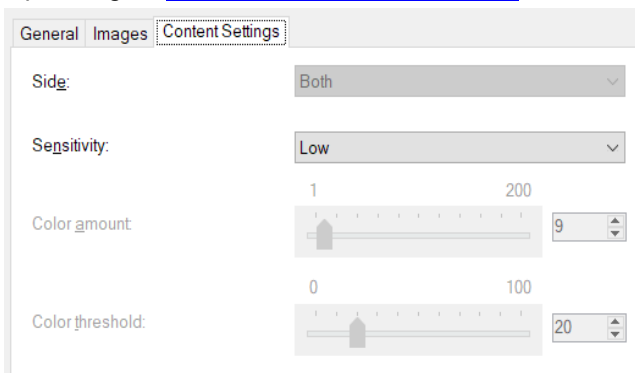 General Images Content Settings
Side: Both
Sensitivity: Low
1 200
Color amount: 9
0 100
Color threshold: 20